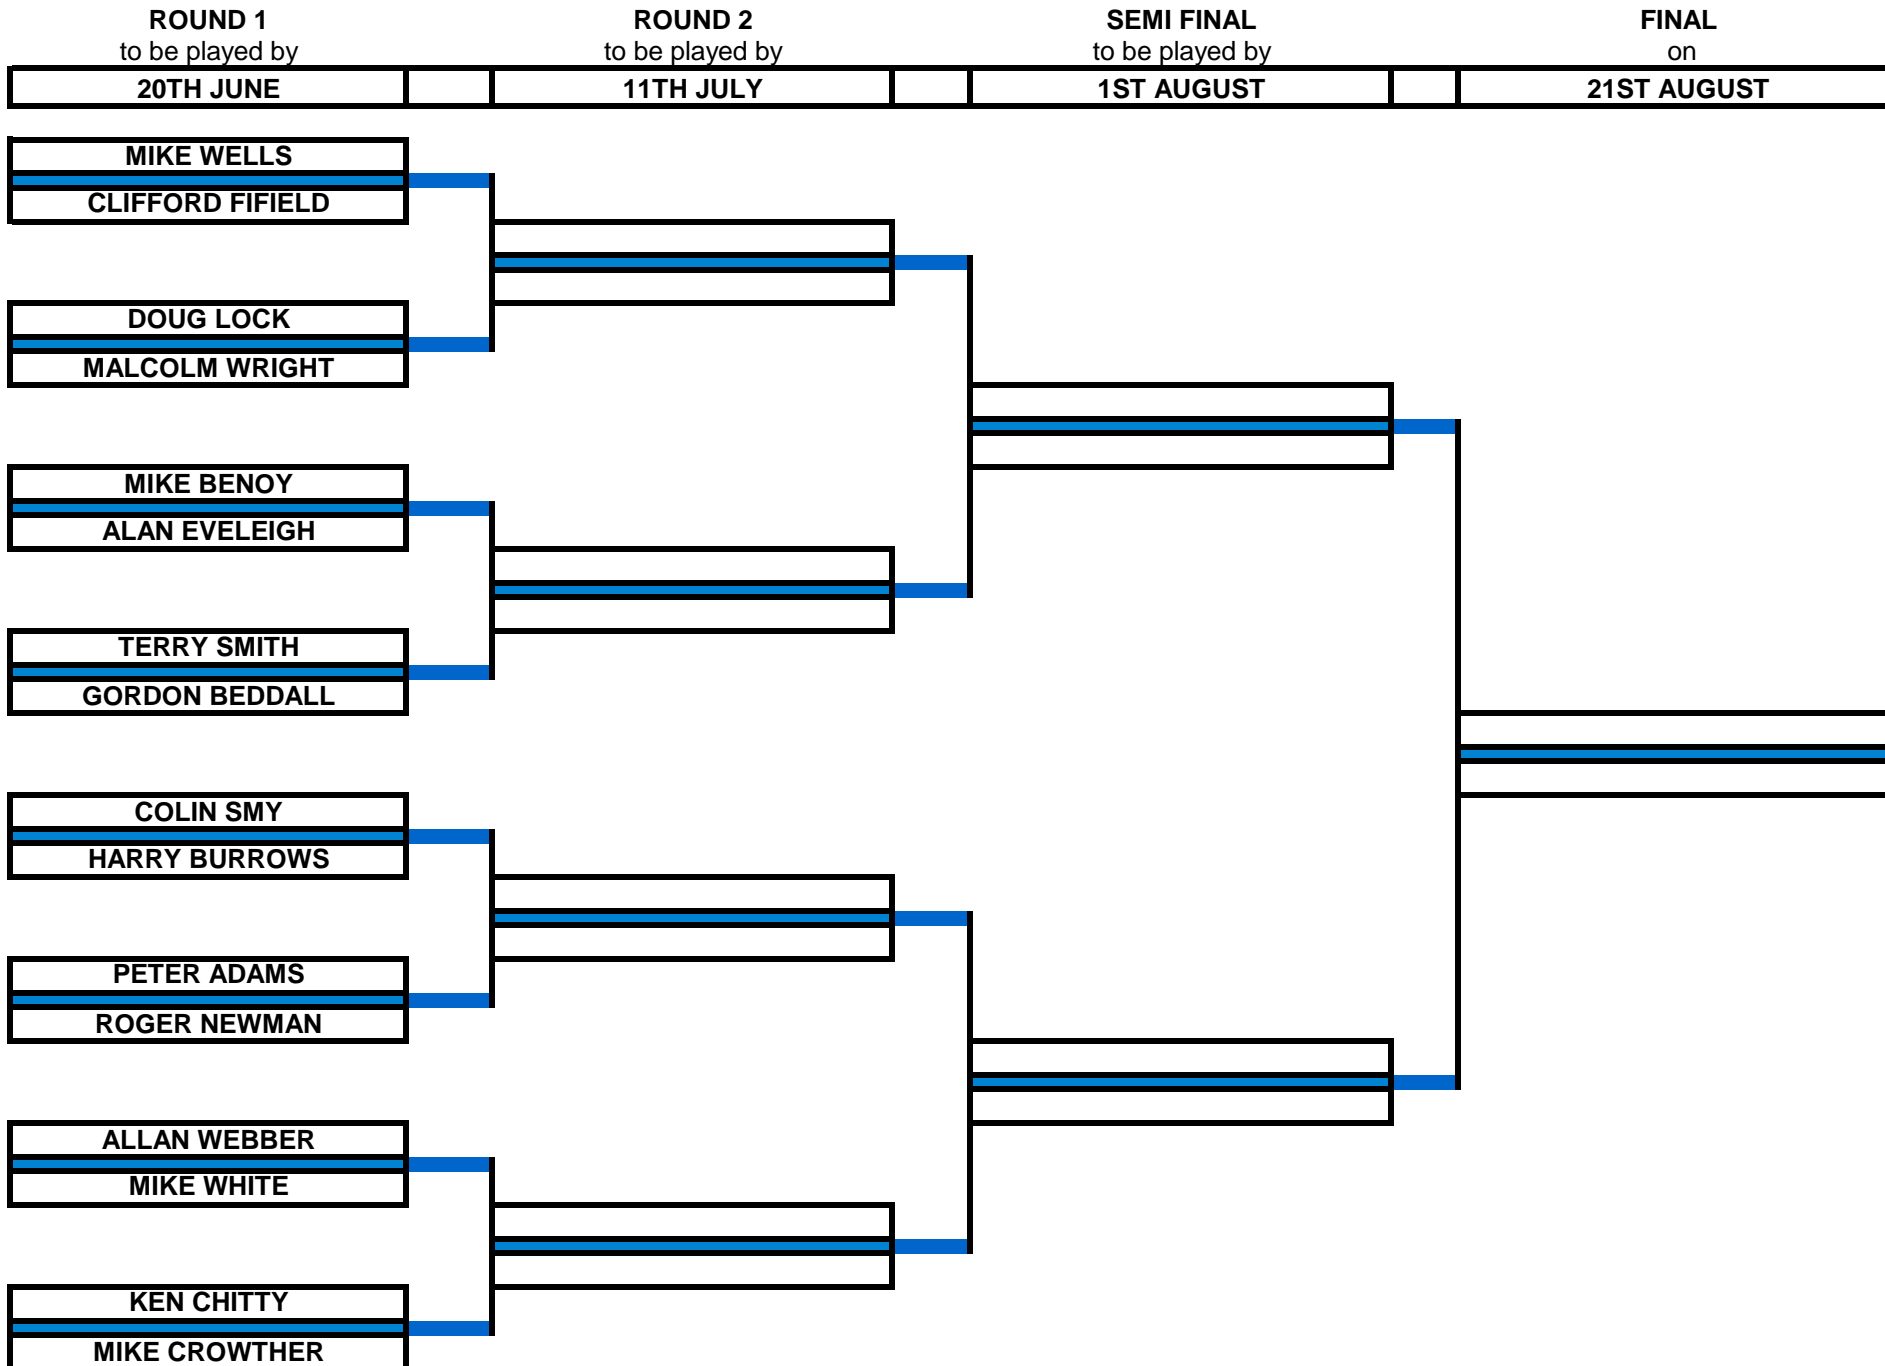 ROUND 1
to be played by
20TH JUNE
ROUND 2
to be played by
11TH JULY
SEMI FINAL
to be played by
1ST AUGUST
FINAL
on
21ST AUGUST
MIKE WELLS
CLIFFORD FIFIELD
DOUG LOCK
MALCOLM WRIGHT
MIKE BENOY
ALAN EVELEIGH
TERRY SMITH
GORDON BEDDALL
COLIN SMY
HARRY BURROWS
PETER ADAMS
ROGER NEWMAN
ALLAN WEBBER
MIKE WHITE
KEN CHITTY
MIKE CROWTHER